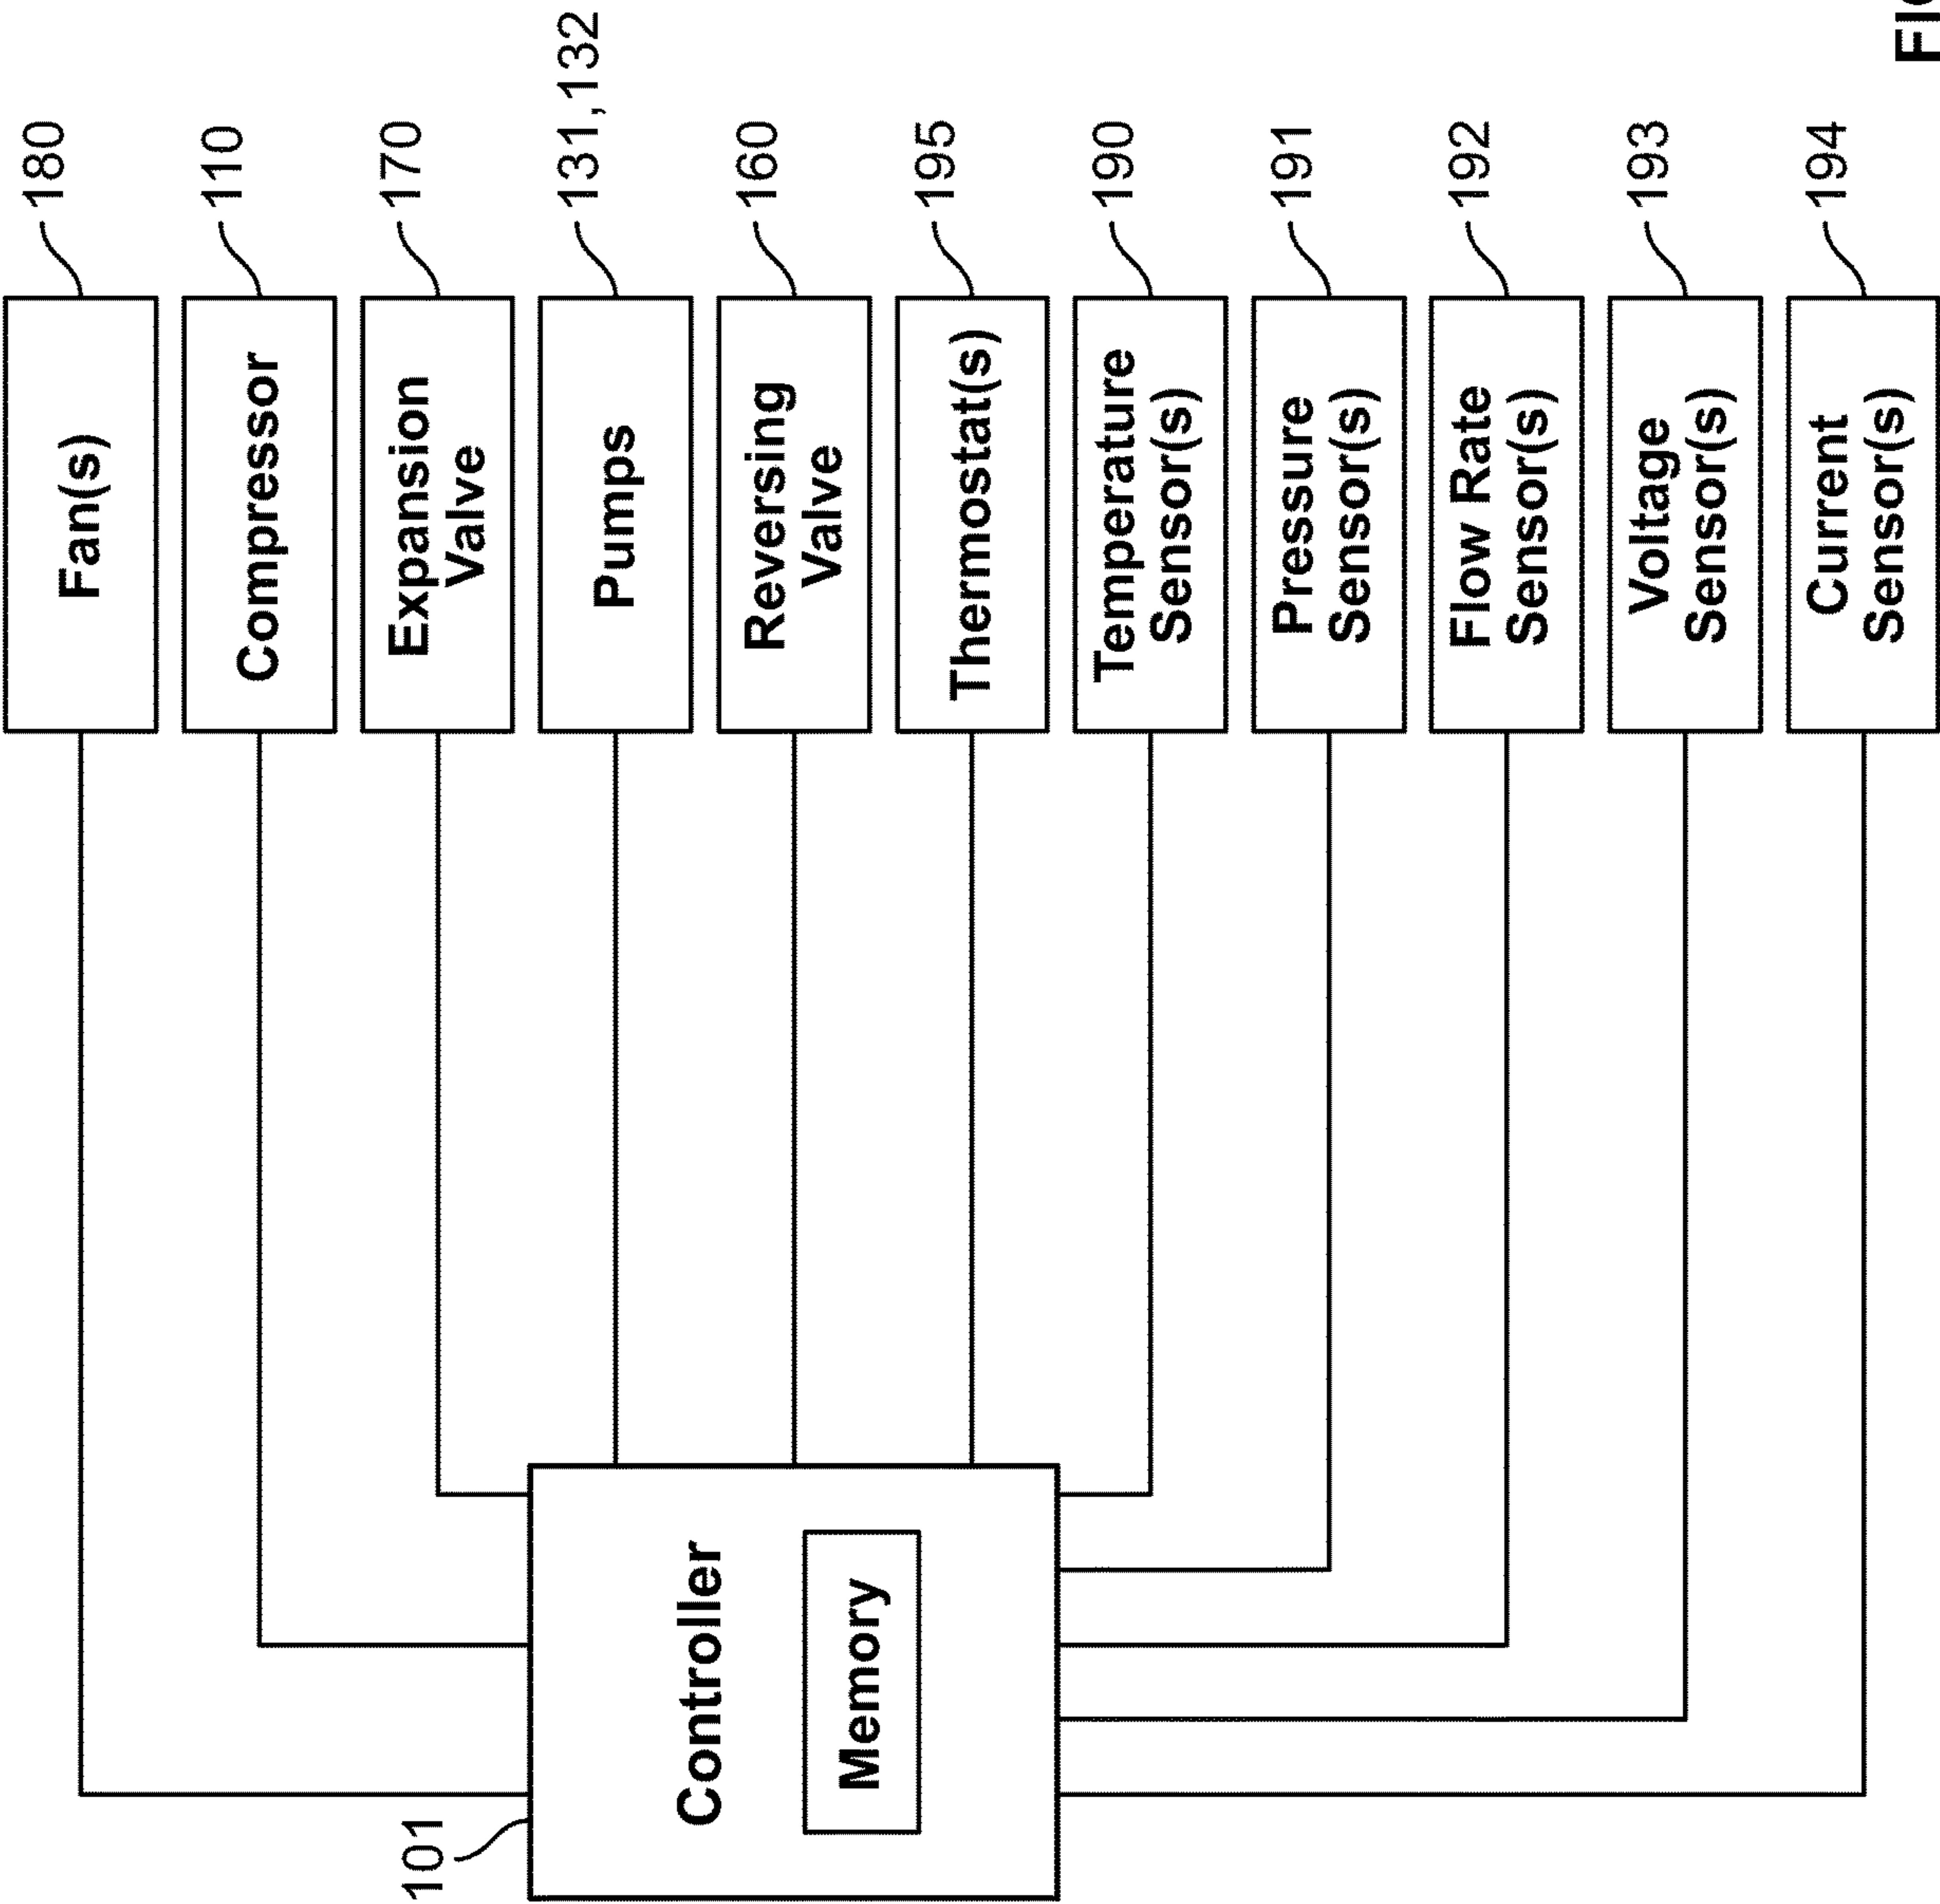 101
Controller
Memory
Fan(s)
180
Compressor
110
Expansion
Valve
170
Pumps
131,132
Reversing
Valve
160
Thermostat(s)
195
Temperature
Sensor(s)
190
Pressure
Sensor(s)
191
Flow Rate
Sensor(s)
192
Voltage
Sensor(s)
193
Current
Sensor(s)
194